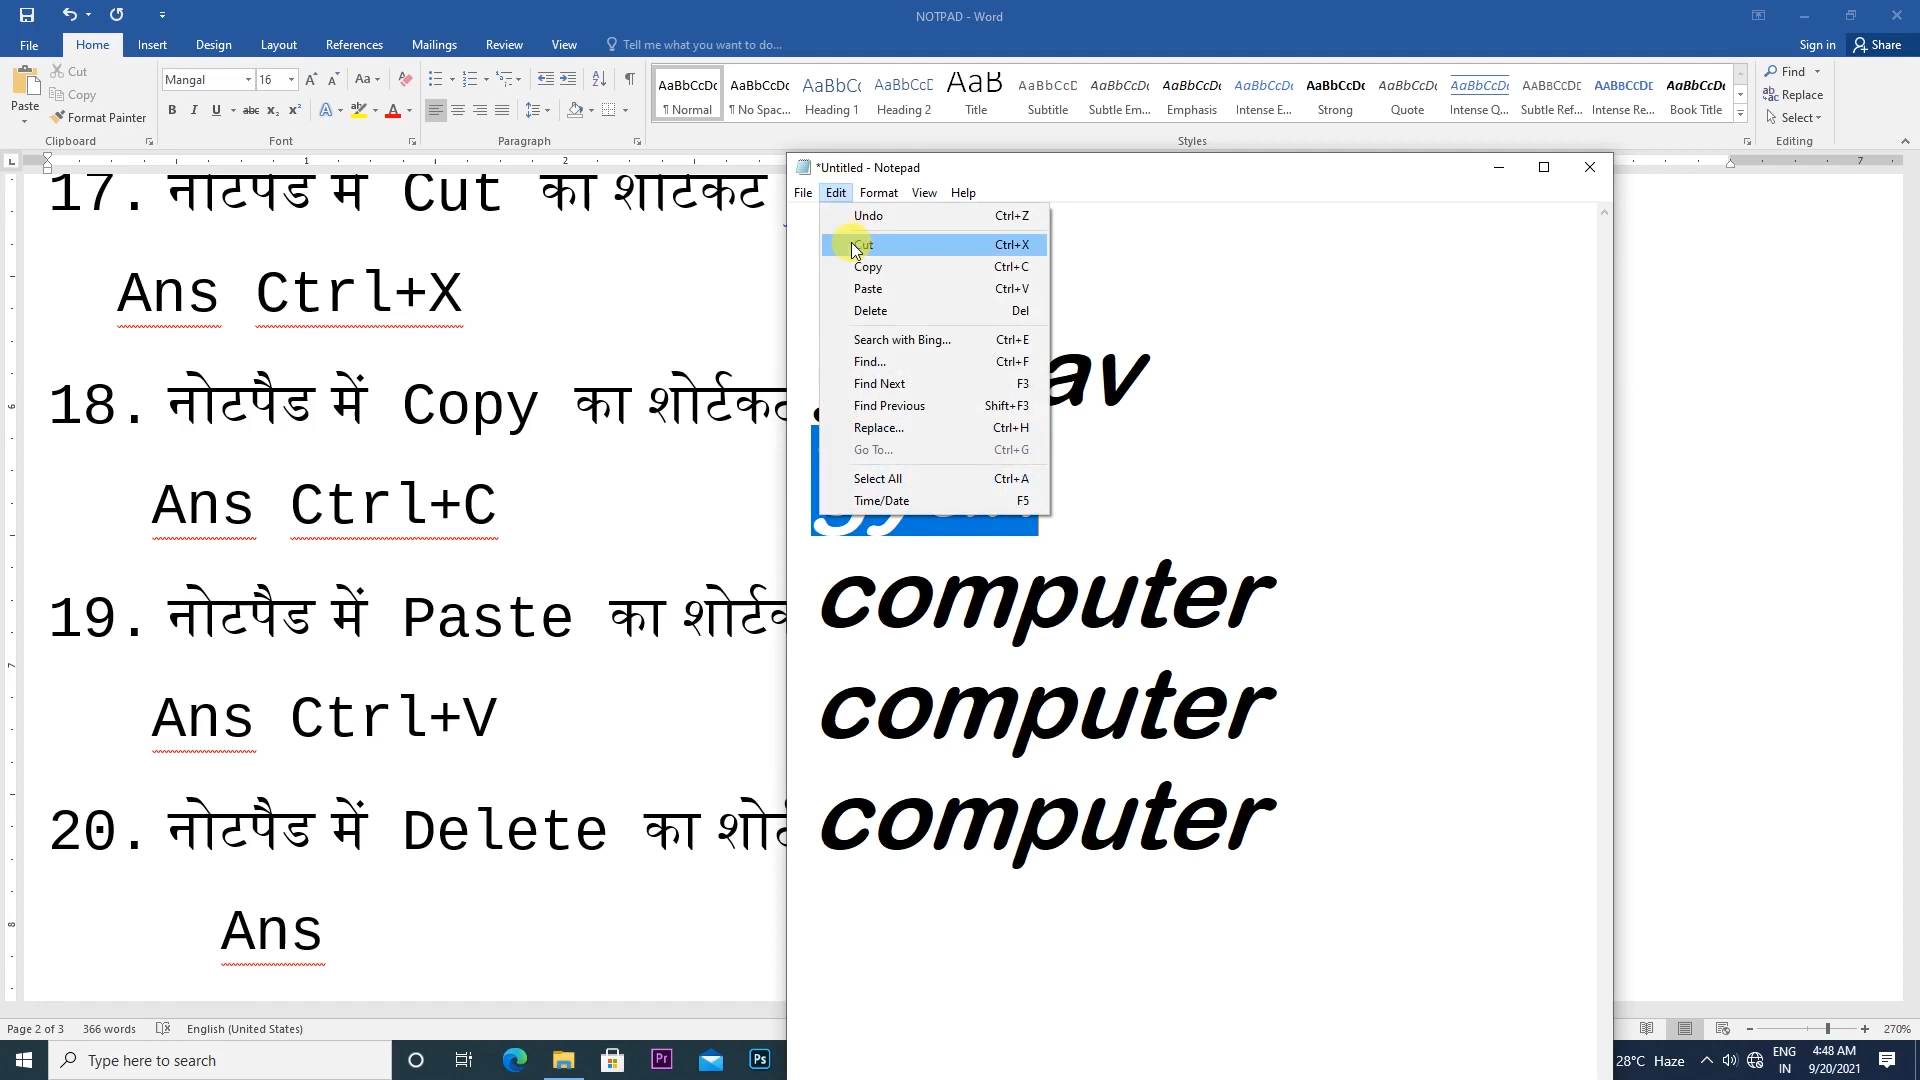 NOTPAD - Word
File Home Insert Design Layout References Mailings Review View Tell me what you want to do... Sign in Share
Paste Cut Copy Format Painter
Mangal 16
AaBbCcDc AaBbCcDc AaBbCc AaBbCcD AaB AaBbCcD AaBbCcDc AaBbCcDc AaBbCcDc AaBbCcDc AaBbCcDc AaBbCcDc AABBCCDC AABBCCDC AaBbCcDc
¶ Normal ¶ No Spac... Heading 1 Heading 2 Title Subtitle Subtle Em... Emphasis Intense E... Strong Quote Intense Q... Subtle Ref... Intense Re... Book Title
Find Replace Select
Clipboard Font Paragraph Styles Editing
17. नोटपैड में Cut का शोर्टकट
Ans Ctrl+X
18. नोटपैड में Copy का शोर्टकट
Ans Ctrl+C
19. नोटपैड में Paste का
Ans Ctrl+V
20. नोटपैड में Delete का
Ans
*Untitled - Notepad
File Edit Format View Help
Undo Ctrl+Z
Cut Ctrl+X
Copy Ctrl+C
Paste Ctrl+V
Delete Del
Search with Bing... Ctrl+E
Find... Ctrl+F
Find Next F3
Find Previous Shift+F3
Replace... Ctrl+H
Go To... Ctrl+G
Select All Ctrl+A
Time/Date F5
computer
computer
computer
Page 2 of 3 366 words English (United States) 270%
Type here to search
Pr Ps
28°C Haze ENG IN 4:48 AM 9/20/2021